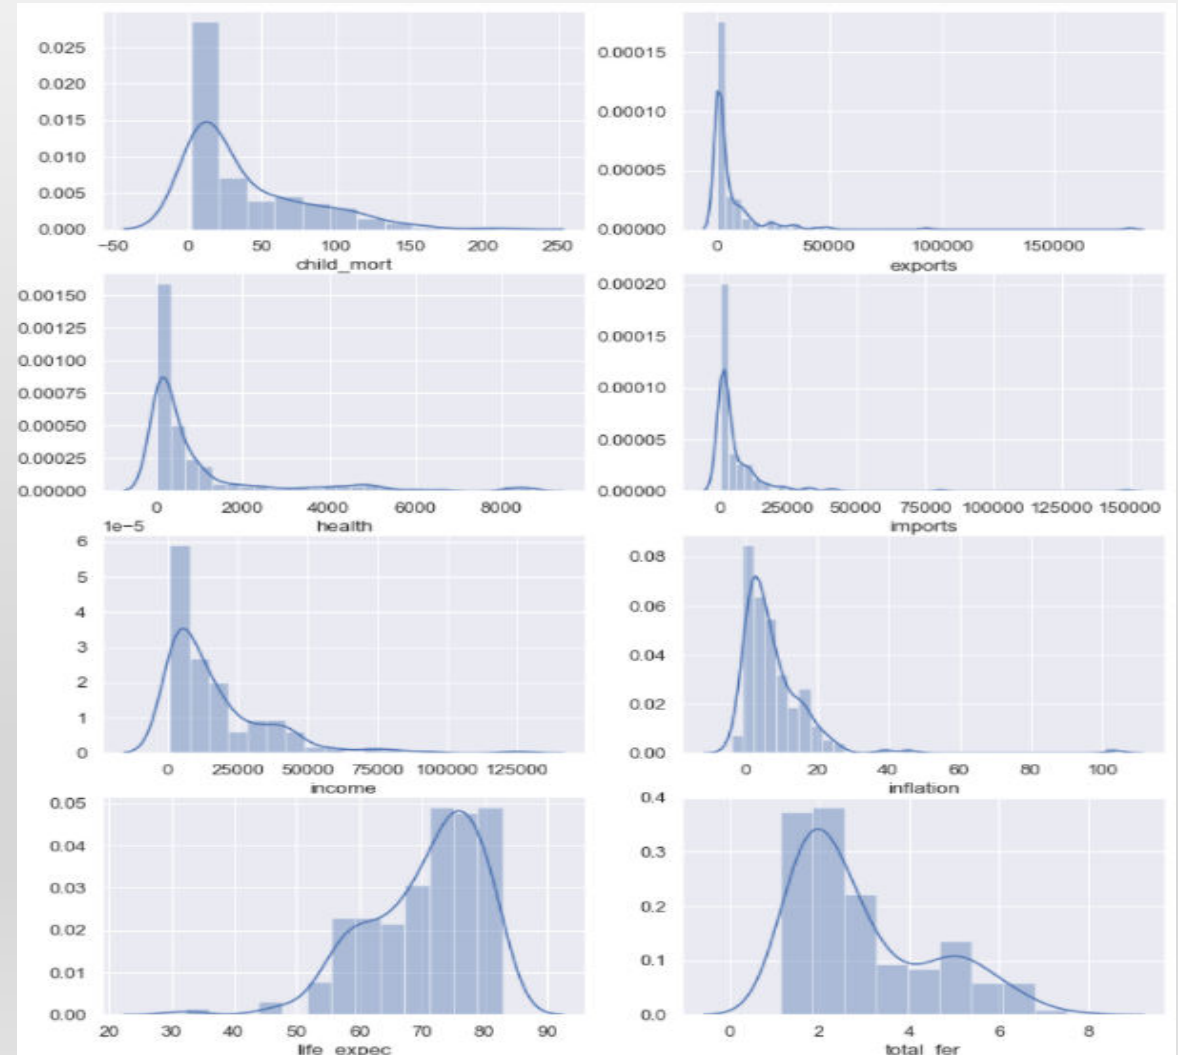 0.025
0.020
0.015
0.010
0.005
0.000
−50 0 50 100 150 200 250
child_mort
0.00015
0.00010
0.00005
0.00000
0 50000 100000 150000
exports
0.00150
0.00125
0.00100
0.00075
0.00050
0.00025
0.00000
0 2000 4000 6000 8000
health
0.00020
0.00015
0.00010
0.00005
0.00000
0 25000 50000 75000 100000 125000 150000
imports
1e−5
6
5
4
3
2
1
0
0 25000 50000 75000 100000 125000
income
0.08
0.06
0.04
0.02
0.00
0 20 40 60 80 100
inflation
0.05
0.04
0.03
0.02
0.01
0.00
20 30 40 50 60 70 80 90
life_expec
0.4
0.3
0.2
0.1
0.0
0 2 4 6 8
total_fer